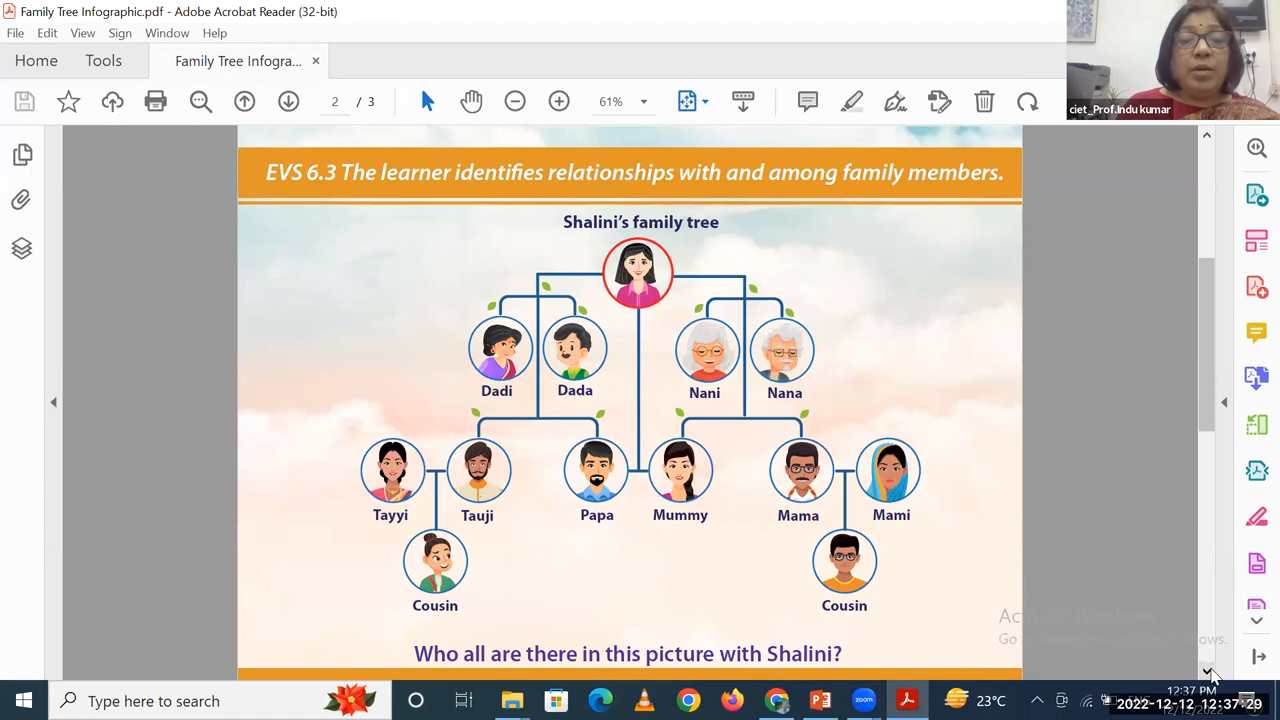 Family Tree Infographic.pdf - Adobe Acrobat Reader (32-bit)
File Edit View Sign Window Help
Home Tools Family Tree Infogra... ×
2 / 3 61%
ciet_Prof.Indu kumar
EVS 6.3 The learner identifies relationships with and among family members.
Shalini's family tree
Dadi Dada Nani Nana
Tayyi Tauji Papa Mummy Mama Mami
Cousin Cousin
Who all are there in this picture with Shalini?
Type here to search
23°C
ENG
12:37 PM
2022-12-12 12:37:29
12/12/2022